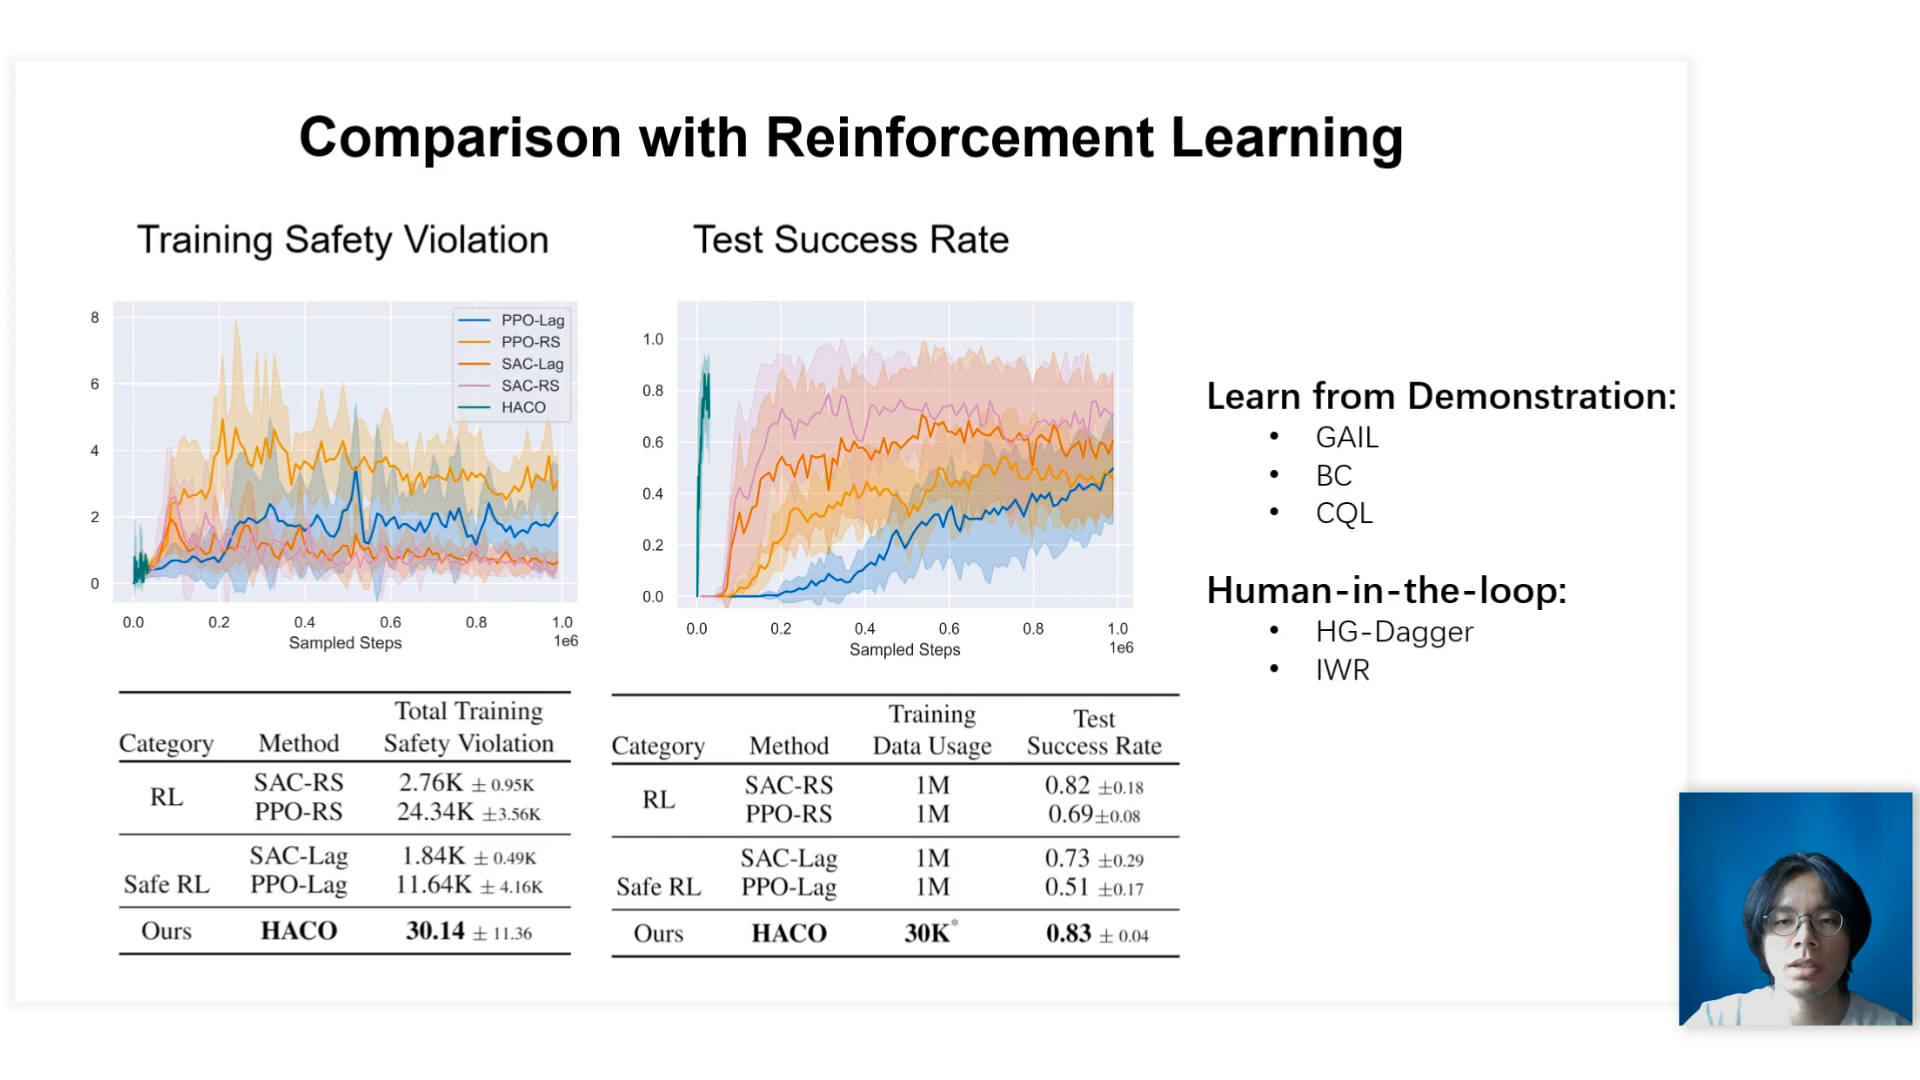 Comparison with Reinforcement Learning
Training Safety Violation
8
6
4
2
0
PPO-Lag
PPO-RS
SAC-Lag
SAC-RS
HACO
0.0 0.2 0.4 0.6 0.8 1.0
Sampled Steps 1e6
Test Success Rate
1.0
0.8
0.6
0.4
0.2
0.0
0.0 0.2 0.4 0.6 0.8 1.0
Sampled Steps 1e6
Category Method Total Training
Safety Violation
RL SAC-RS 2.76K ± 0.95K
PPO-RS 24.34K ±3.56K
SAC-Lag 1.84K ± 0.49K
Safe RL PPO-Lag 11.64K ± 4.16K
Ours HACO 30.14 ± 11.36
Category Method Training
Data Usage Test
Success Rate
RL SAC-RS 1M 0.82 ±0.18
PPO-RS 1M 0.69±0.08
SAC-Lag 1M 0.73 ±0.29
Safe RL PPO-Lag 1M 0.51 ±0.17
Ours HACO 30K* 0.83 ± 0.04
Learn from Demonstration:
• GAIL
• BC
• CQL
Human-in-the-loop:
• HG-Dagger
• IWR